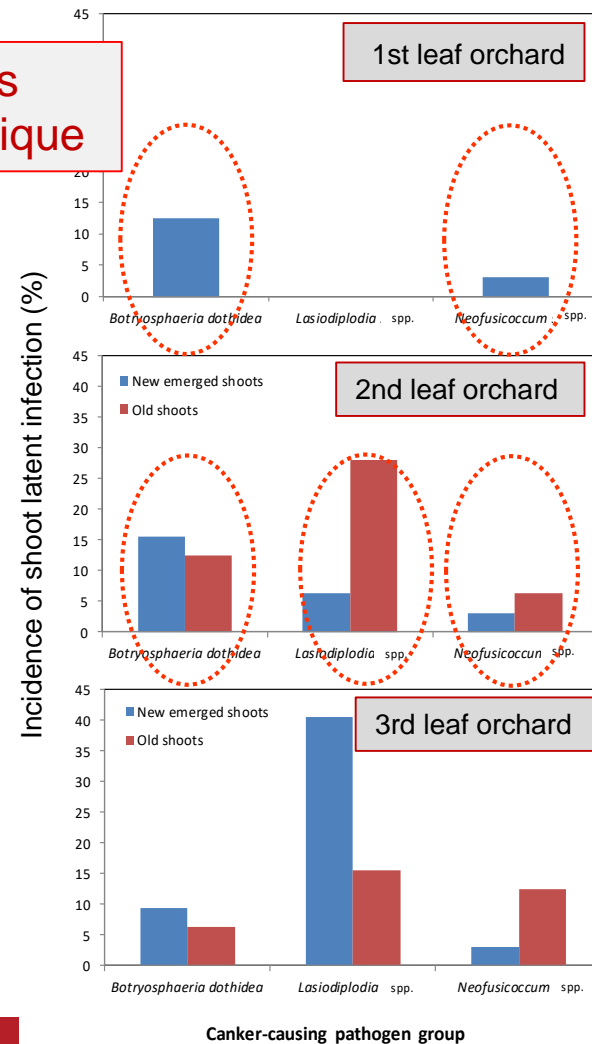 45
1st leaf orchard
s
ique
20
15
10
5
0
Botryosphaeria dothidea Lasiodiplodia spp. Neofusicoccum spp.
Incidence of shoot latent infection (%)
45
40
35
30
25
20
15
10
5
0
New emerged shoots
Old shoots
2nd leaf orchard
Botryosphaeria dothidea Lasiodiplodia spp. Neofusicoccun spp.
45
40
35
30
25
20
15
10
5
0
New emerged shoots
Old shoots
3rd leaf orchard
Botryosphaeria dothidea Lasiodiplodia spp. Neofusicoccum spp.
Canker-causing pathogen group